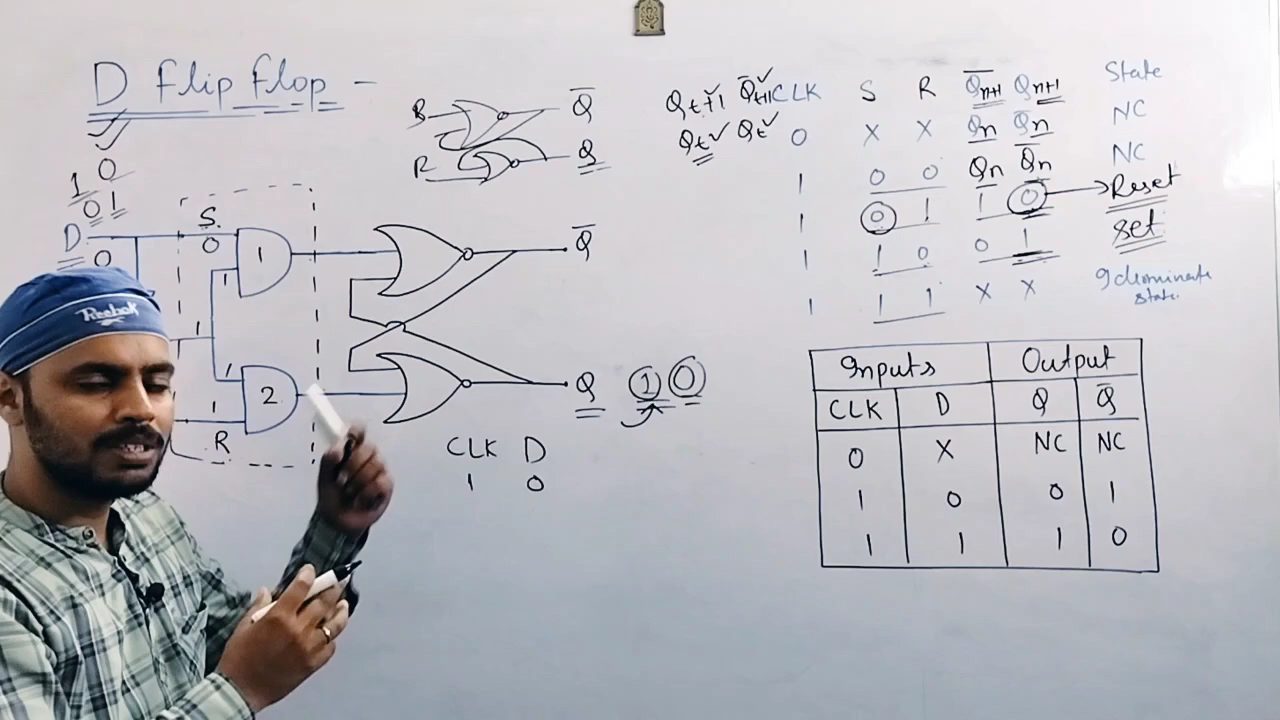 D Flip Flop -
1 0
0 1
D
0
S
0
1
1
1
1
1
R
1
2
B
R
Q̅
Q
Q̅
Q
1 0
CLK D
1 0
Qt+1 Q̅t+1 CLK S R Q̅n+1 Qn+1 State
Qt Q̅t 0 X X Q̅n Qn NC
1 0 0 Qn Q̅n NC
1 0 1 1 0 Reset
1 1 0 0 1 set
1 1 1 X X
state.
Inputs Output
CLK D Q Q̅
0 X NC NC
1 0 0 1
1 1 1 0
Reebok